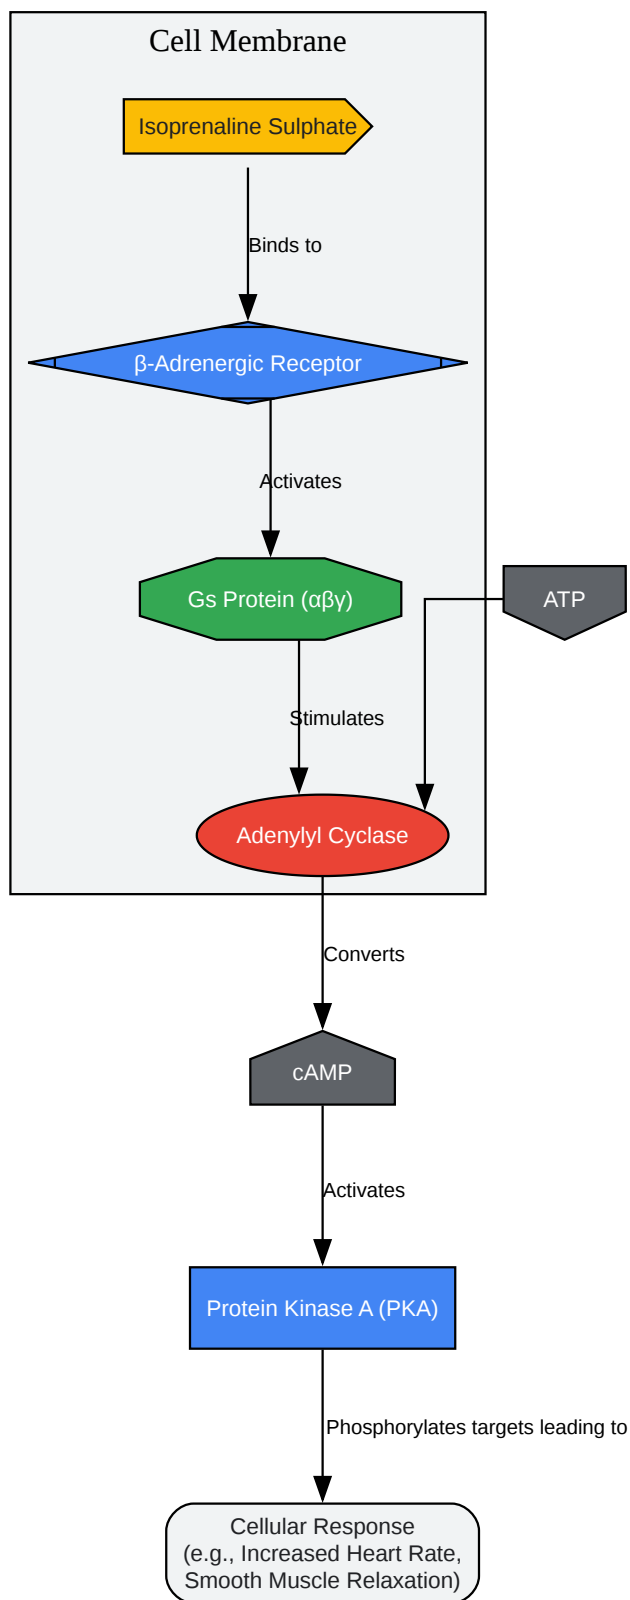 Cell Membrane
Isoprenaline Sulphate
Binds to
β-Adrenergic Receptor
Activates
Gs Protein (αβγ)
ATP
Stimulates
Adenylyl Cyclase
Converts
cAMP
Activates
Protein Kinase A (PKA)
Phosphorylates targets leading to
Cellular Response
(e.g., Increased Heart Rate,
Smooth Muscle Relaxation)